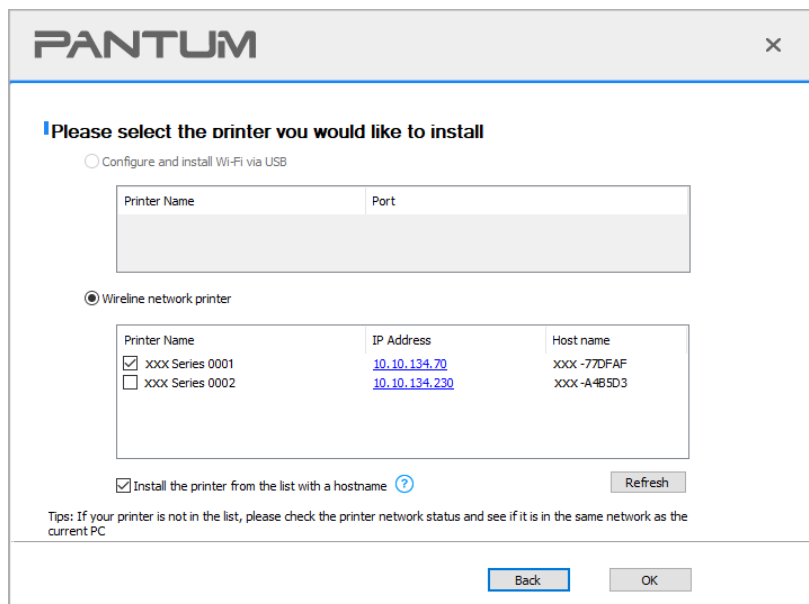 PANTUM
Please select the printer you would like to install
Configure and install Wi-Fi via USB
Printer Name Port
Wireline network printer
Printer Name IP Address Host name
XXX Series 0001 10.10.134.70 XXX -77DFAF
XXX Series 0002 10.10.134.230 XXX -A4B5D3
Install the printer from the list with a hostname ? Refresh
Tips: If your printer is not in the list, please check the printer network status and see if it is in the same network as the
current PC
Back OK